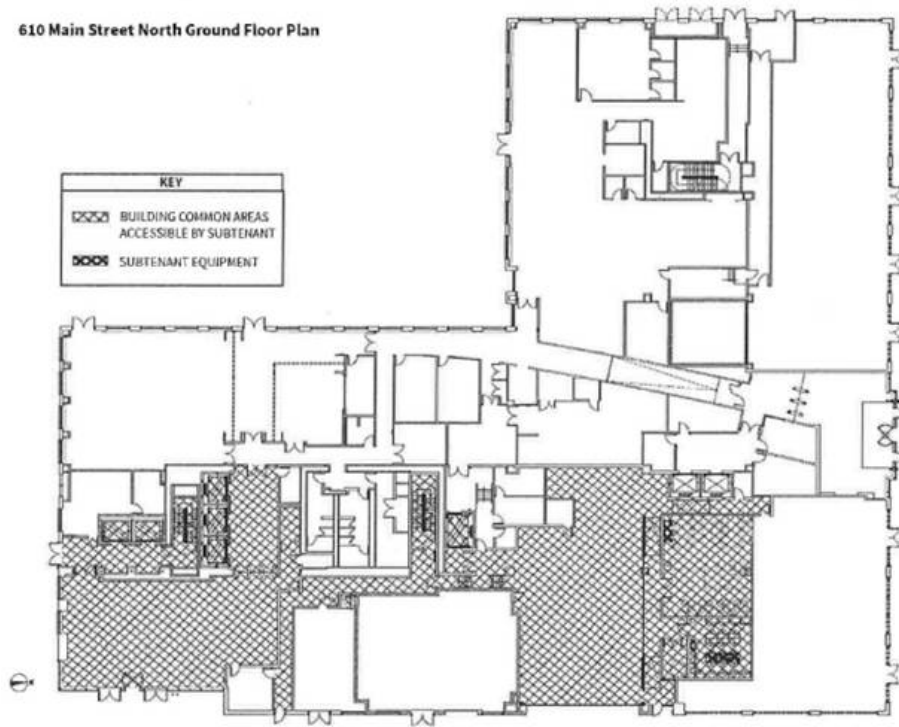 610 Main Street North Ground Floor Plan
KEY
BUILDING COMMON AREAS
ACCESSIBLE BY SUBTENANT
SUBTENANT EQUIPMENT